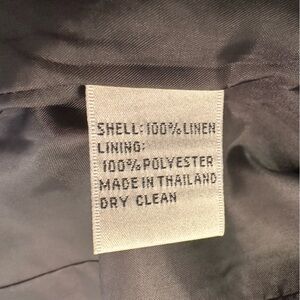 SHELL: 100% LINEN
LINING:
100% POLYESTER
MADE IN THAILAND
DRY CLEAN